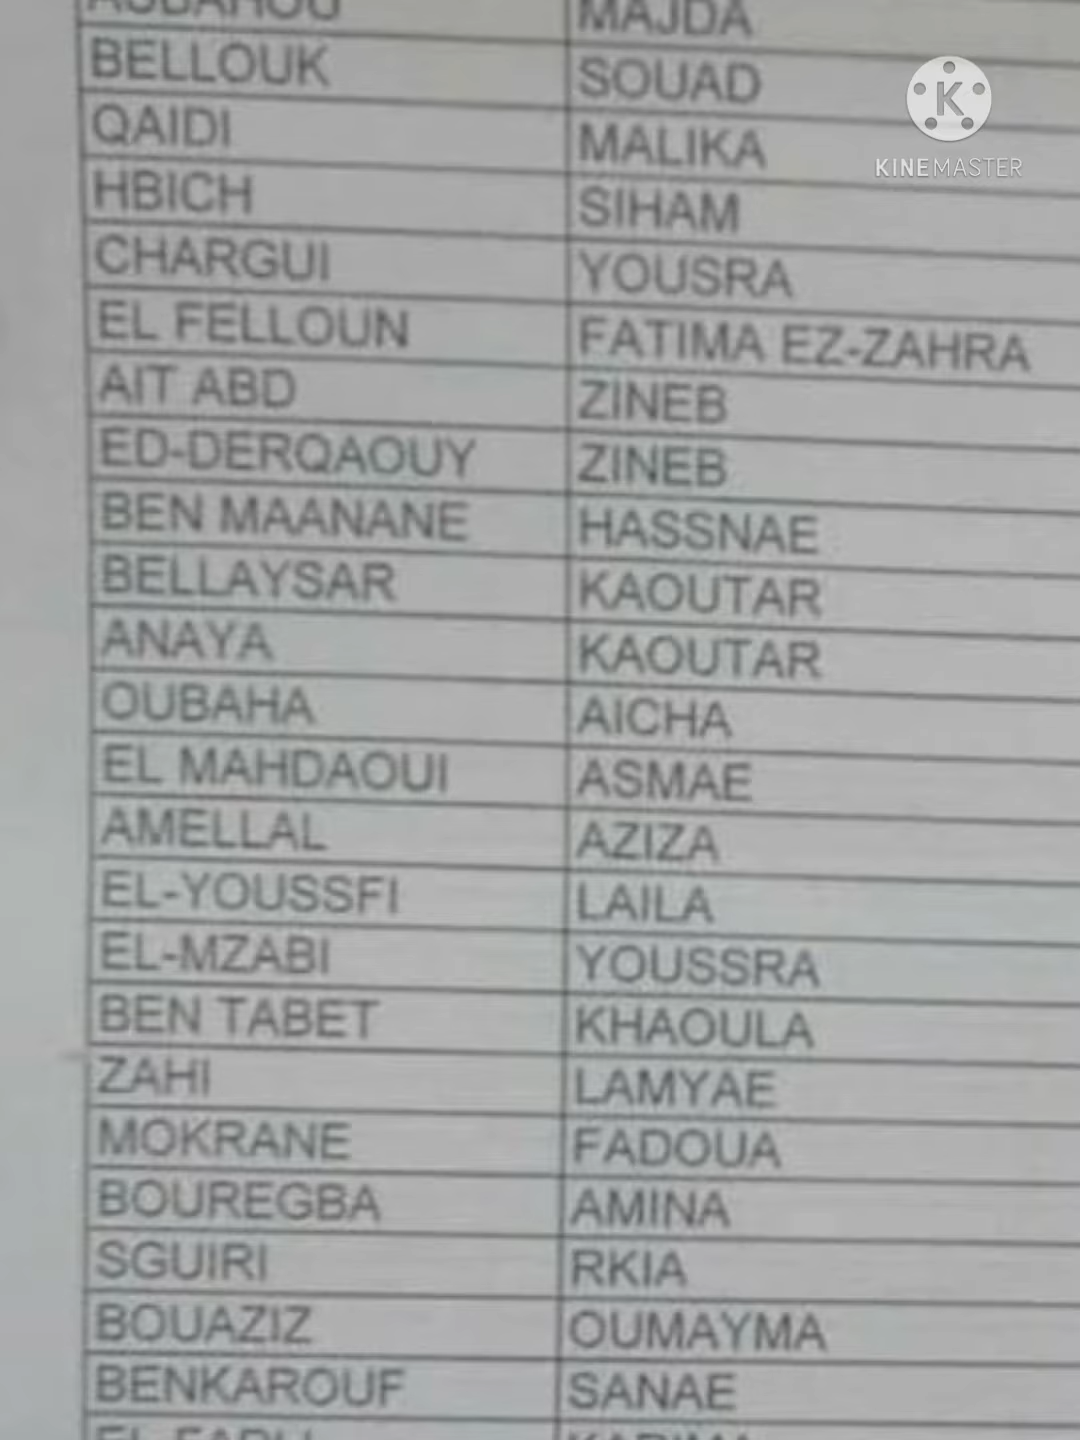 MAJDA
BELLOUK SOUAD
QAIDI MALIKA
HBICH SIHAM
CHARGUI YOUSRA
EL FELLOUN FATIMA EZ-ZAHRA
AIT ABD ZINEB
ED-DERQAOUY ZINEB
BEN MAANANE HASSNAE
BELLAYSAR KAOUTAR
ANAYA KAOUTAR
OUBAHA AICHA
EL MAHDAOUI ASMAE
AMELLAL AZIZA
EL-YOUSSFI LAILA
EL-MZABI YOUSSRA
BEN TABET KHAOULA
ZAHI LAMYAE
MOKRANE FADOUA
BOUREGBA AMINA
SGUIRI RKIA
BOUAZIZ OUMAYMA
BENKAROUF SANAE
K
KINEMASTER